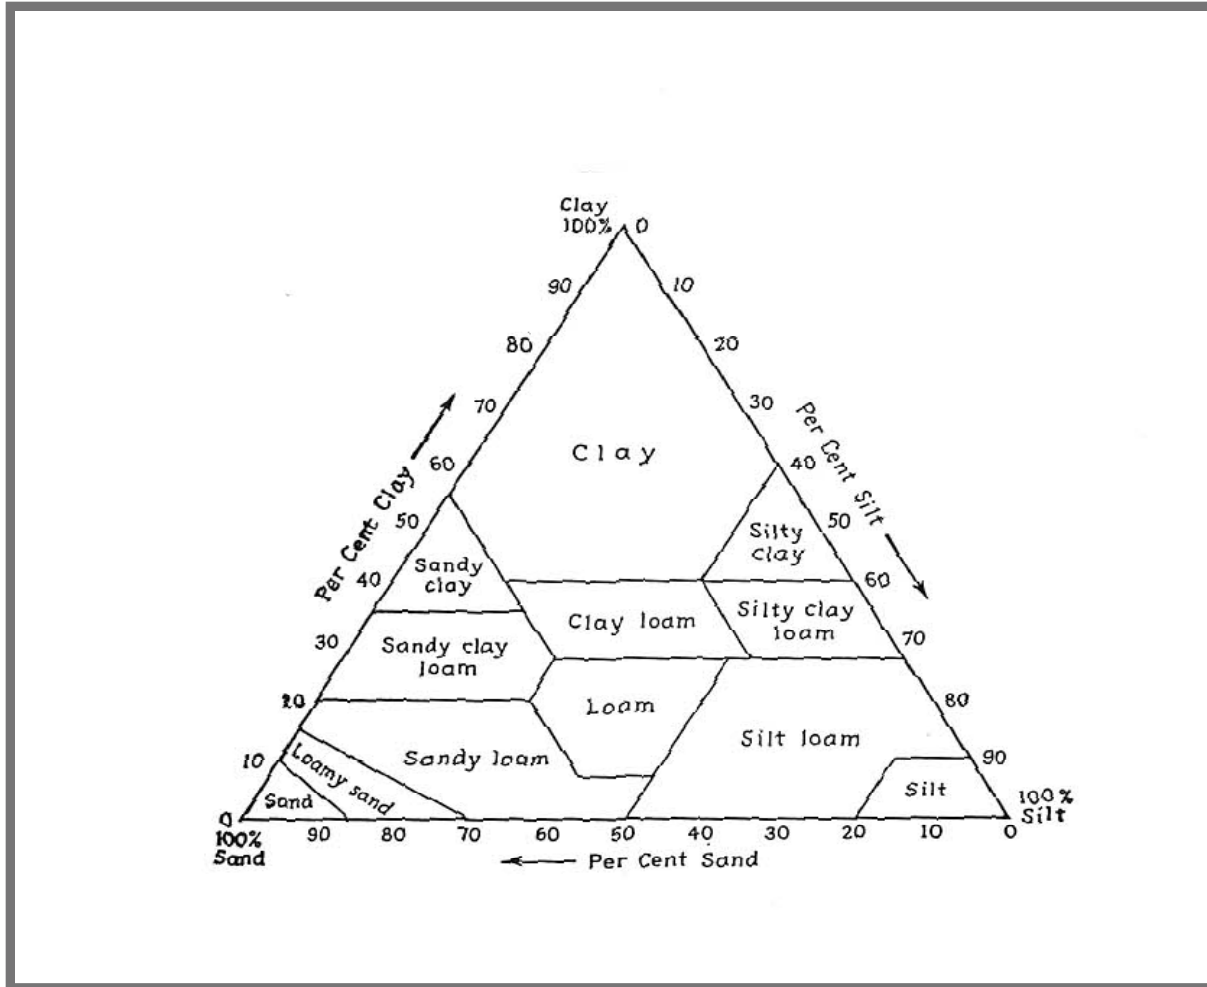 Clay
100% 0
90 10
80 20
70 30
Clay
60 40
50 50
Per Cent Clay
Per Cent Silt
Silty
clay
Sandy
clay
40 60
Clay loam
Silty clay
loam
30 70
Sandy clay
loam
20 80
Loam
Silt loam
Sandy loam
10 90
Loamy sand
Sand
Silt
0
100%
Sand
100%
Silt
90 80 70 60 50 40 30 20 10 0
Per Cent Sand